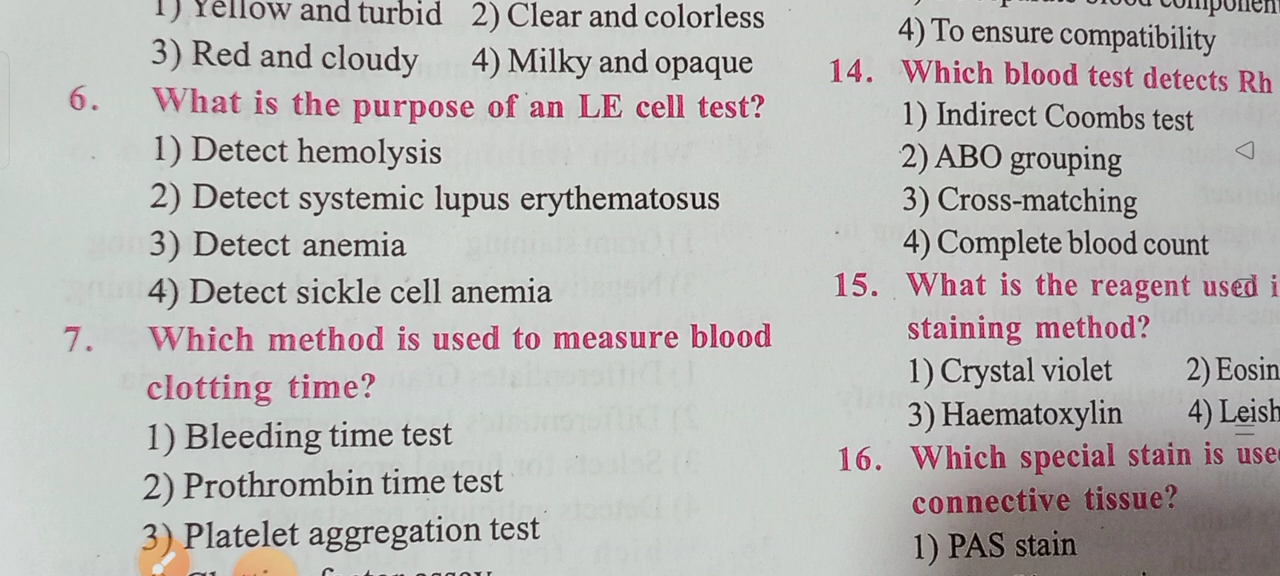 1) Yellow and turbid 2) Clear and colorless
3) Red and cloudy 4) Milky and opaque
6. What is the purpose of an LE cell test?
1) Detect hemolysis
2) Detect systemic lupus erythematosus
3) Detect anemia
4) Detect sickle cell anemia
7. Which method is used to measure blood
clotting time?
1) Bleeding time test
2) Prothrombin time test
3) Platelet aggregation test
4) To ensure compatibility
14. Which blood test detects Rh
1) Indirect Coombs test
2) ABO grouping
3) Cross-matching
4) Complete blood count
15. What is the reagent used i
staining method?
1) Crystal violet 2) Eosin
3) Haematoxylin 4) Leish
16. Which special stain is use
connective tissue?
1) PAS stain